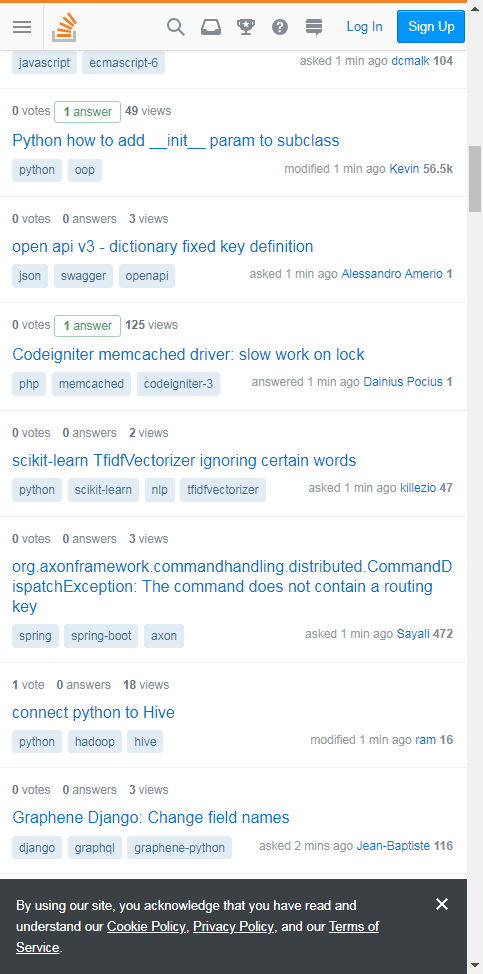 Log In Sign Up
javascript ecmascript-6 asked 1 min ago dcmalk 104
0 votes 1 answer 49 views
Python how to add __init__ param to subclass
python oop modified 1 min ago Kevin 56.5k
0 votes 0 answers 3 views
open api v3 - dictionary fixed key definition
json swagger openapi asked 1 min ago Alessandro Amerio 1
0 votes 1 answer 125 views
Codeigniter memcached driver: slow work on lock
php memcached codeigniter-3 answered 1 min ago Dainius Pocius 1
0 votes 0 answers 2 views
scikit-learn TfidfVectorizer ignoring certain words
python scikit-learn nlp tfidfvectorizer asked 1 min ago killezio 47
0 votes 0 answers 3 views
org.axonframework.commandhandling.distributed.CommandD
ispatchException: The command does not contain a routing
key
spring spring-boot axon asked 1 min ago Sayali 472
1 vote 0 answers 18 views
connect python to Hive
python hadoop hive modified 1 min ago ram 16
0 votes 0 answers 3 views
Graphene Django: Change field names
django graphql graphene-python asked 2 mins ago Jean-Baptiste 116
By using our site, you acknowledge that you have read and
understand our Cookie Policy, Privacy Policy, and our Terms of
Service.